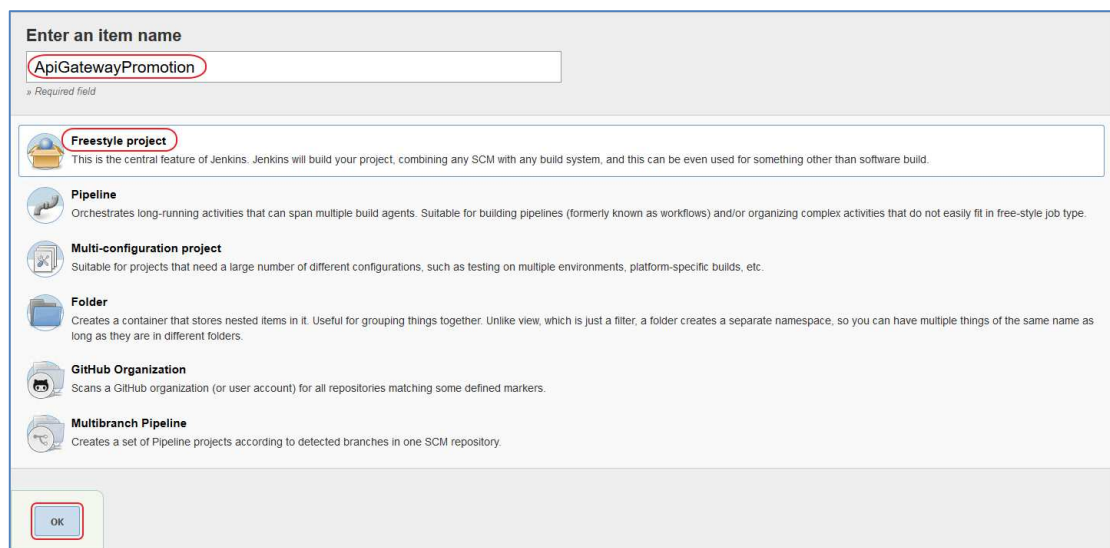 Enter an item name
ApiGatewayPromotion
» Required field
Freestyle project
This is the central feature of Jenkins. Jenkins will build your project, combining any SCM with any build system, and this can be even used for something other than software build.
Pipeline
Orchestrates long-running activities that can span multiple build agents. Suitable for building pipelines (formerly known as workflows) and/or organizing complex activities that do not easily fit in free-style job type.
Multi-configuration project
Suitable for projects that need a large number of different configurations, such as testing on multiple environments, platform-specific builds, etc.
Folder
Creates a container that stores nested items in it. Useful for grouping things together. Unlike view, which is just a filter, a folder creates a separate namespace, so you can have multiple things of the same name as
long as they are in different folders.
GitHub Organization
Scans a GitHub organization (or user account) for all repositories matching some defined markers.
Multibranch Pipeline
Creates a set of Pipeline projects according to detected branches in one SCM repository.
OK